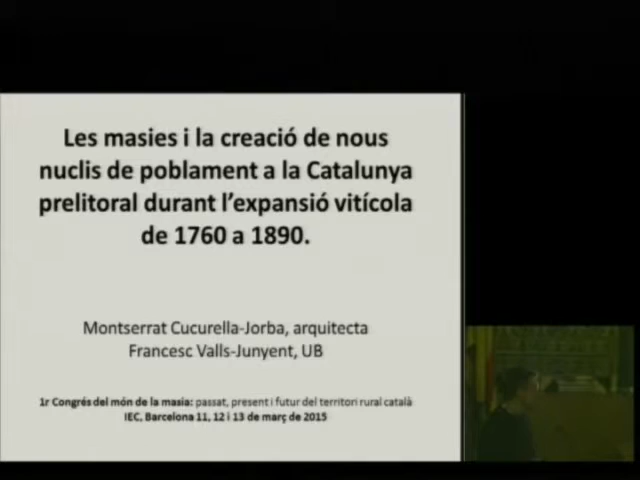 Les masies i la creació de nous
nuclis de poblament a la Catalunya
prelitoral durant l'expansió vitícola
de 1760 a 1890.
Montserrat Cucurella-Jorba, arquitecta
Francesc Valls-Junyent, UB
1r Congrés del món de la masia: passat, present i futur del territori rural català
IEC, Barcelona 11, 12 i 13 de març de 2015